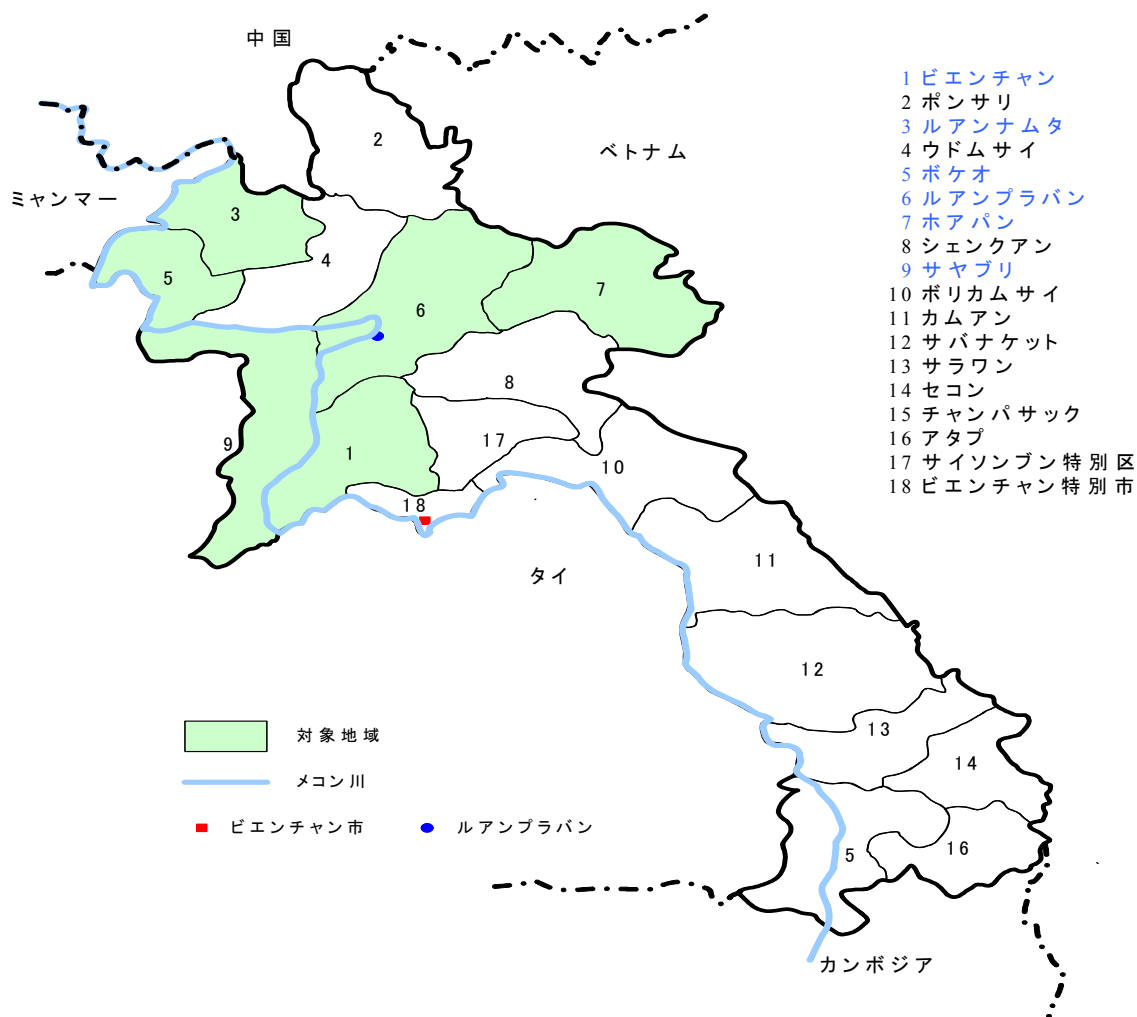 中国
1 ビエンチャン
2 ポンサリ
3 ルアンナムタ
4 ウドムサイ
5 ボケオ
6 ルアンプラバン
7 ホアパン
8 シェンクアン
9 サヤブリ
10 ボリカムサイ
11 カムアン
12 サバナケット
13 サラワン
14 セコン
15 チャンパサック
16 アタプ
17 サイソンブン特別区
18 ビエンチャン特別市
2
ベトナム
ミャンマー
3
4
5
6
7
8
9
17
1
10
18
11
タイ
12
13
14
対象地域
メコン川
ビエンチャン市
ルアンプラバン
5
16
カンボジア